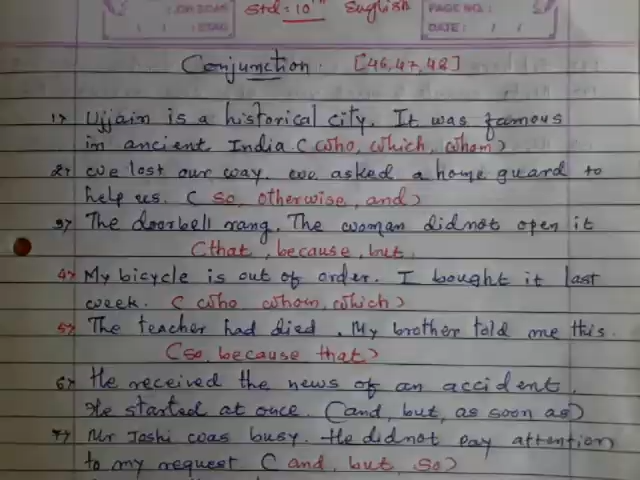 Std = 10th English
PAGE NO.:
DATE: / /
Conjunction. [46,47,48]
1) Ujjain is a historical city. It was famous
in ancient India (who, which, whom)
2) We lost our way. We asked a home guard to
help us. (so, otherwise, and)
3) The doorbell rang. The woman did not open it
(that, because, but
4) My bicycle is out of order. I bought it last
week. (who whom, which)
5) The teacher had died. My brother told me this.
(so, because that)
6) He received the news of an accident.
He started at once. (and, but, as soon as)
7) Mr Joshi was busy. He did not pay attention
to my request (and, but, so)